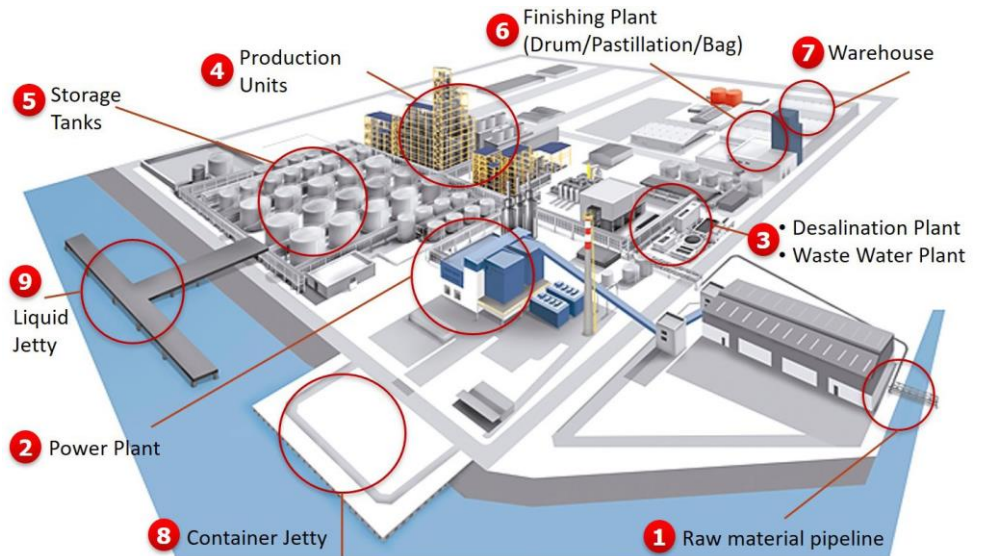 6 Finishing Plant
(Drum/Pastillation/Bag)
7 Warehouse
4 Production
Units
5 Storage
Tanks
3 • Desalination Plant
• Waste Water Plant
9
Liquid
Jetty
2 Power Plant
8 Container Jetty
1 Raw material pipeline